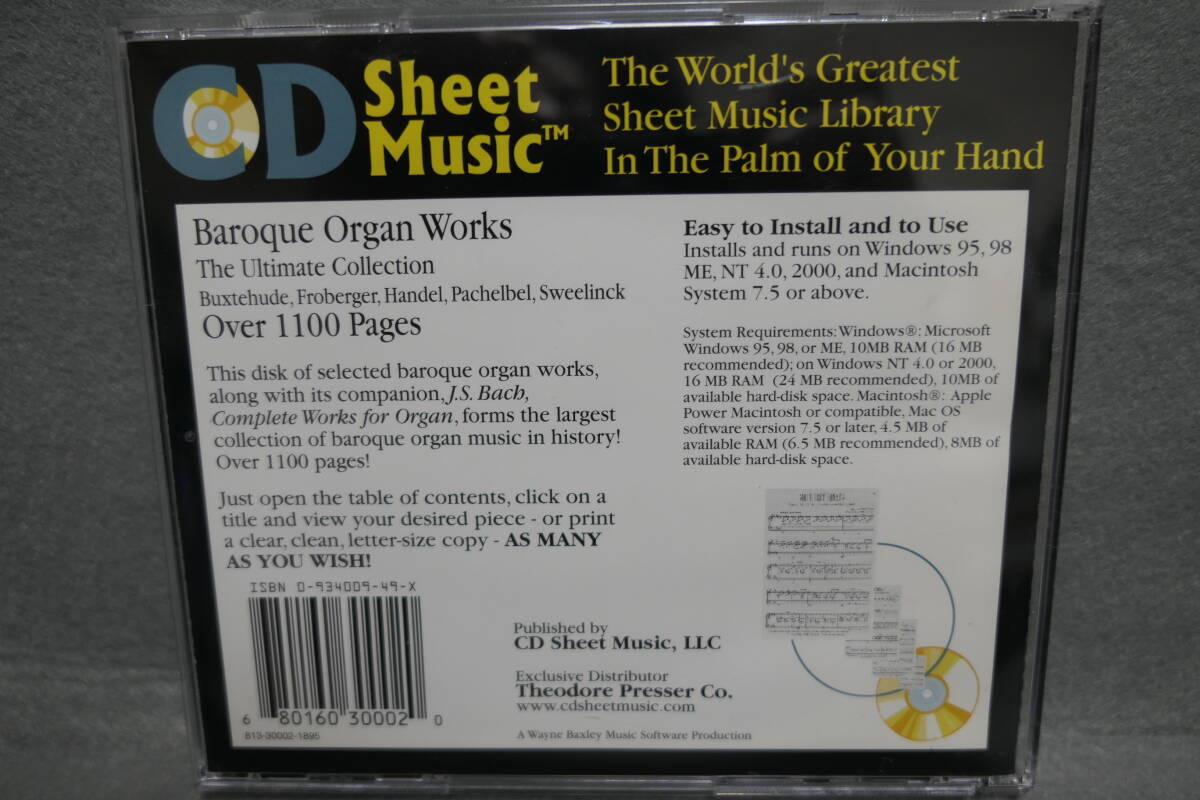 CD Sheet Music™
The World's Greatest
Sheet Music Library
In The Palm of Your Hand
Baroque Organ Works
The Ultimate Collection
Buxtehude, Froberger, Handel, Pachelbel, Sweelinck
Over 1100 Pages
This disk of selected baroque organ works,
along with its companion, J.S. Bach,
Complete Works for Organ, forms the largest
collection of baroque organ music in history!
Over 1100 pages!
Just open the table of contents, click on a
title and view your desired piece - or print
a clear, clean, letter-size copy - AS MANY
AS YOU WISH!
ISBN 0-934009-49-X
6 80160 30002 0
813-30002-1895
Easy to Install and to Use
Installs and runs on Windows 95, 98
ME, NT 4.0, 2000, and Macintosh
System 7.5 or above.
System Requirements: Windows®: Microsoft
Windows 95, 98, or ME, 10MB RAM (16 MB
recommended); on Windows NT 4.0 or 2000,
16 MB RAM (24 MB recommended), 10MB of
available hard-disk space. Macintosh®: Apple
Power Macintosh or compatible, Mac OS
software version 7.5 or later, 4.5 MB of
available RAM (6.5 MB recommended), 8MB of
available hard-disk space.
Published by
CD Sheet Music, LLC
Exclusive Distributor
Theodore Presser Co.
www.cdsheetmusic.com
A Wayne Baxley Music Software Production